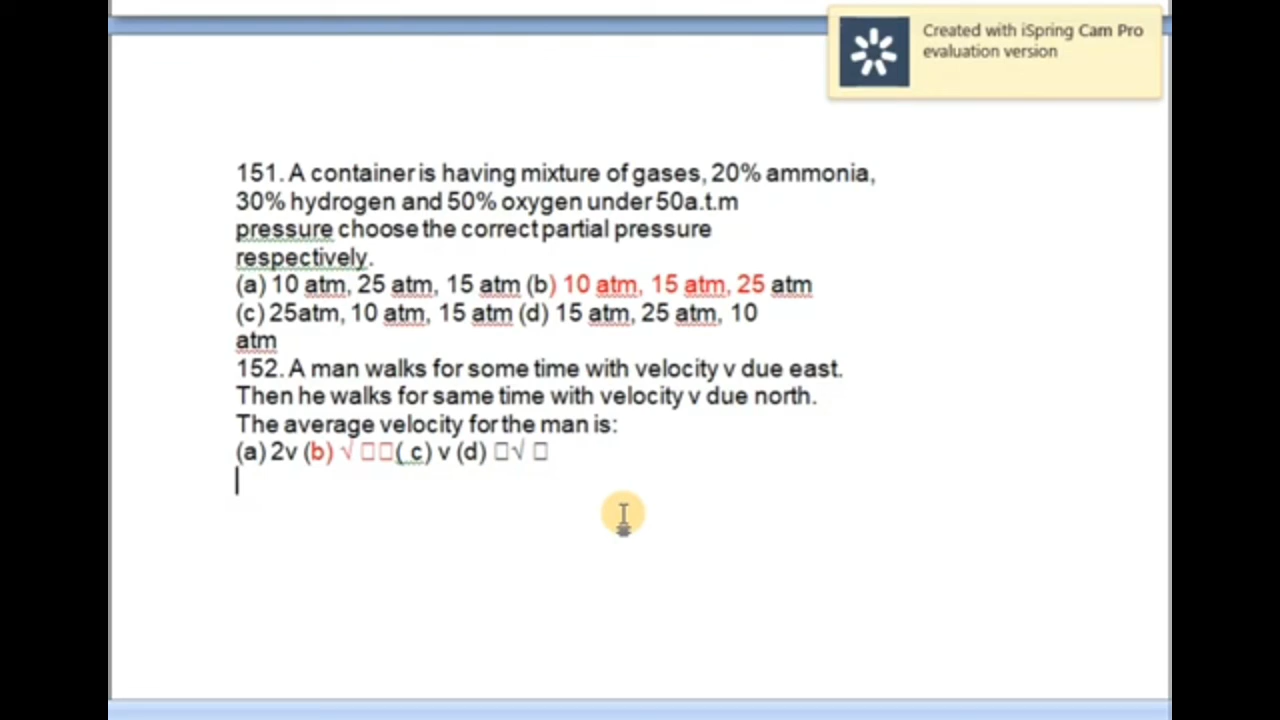 Created with iSpring Cam Pro
evaluation version
151. A container is having mixture of gases, 20% ammonia,
30% hydrogen and 50% oxygen under 50a.t.m
pressure choose the correct partial pressure
respectively.
(a) 10 atm, 25 atm, 15 atm (b) 10 atm, 15 atm, 25 atm
(c) 25atm, 10 atm, 15 atm (d) 15 atm, 25 atm, 10
atm
152. A man walks for some time with velocity v due east.
Then he walks for same time with velocity v due north.
The average velocity for the man is:
(a) 2v (b) √ □□( c) v (d) □√ □